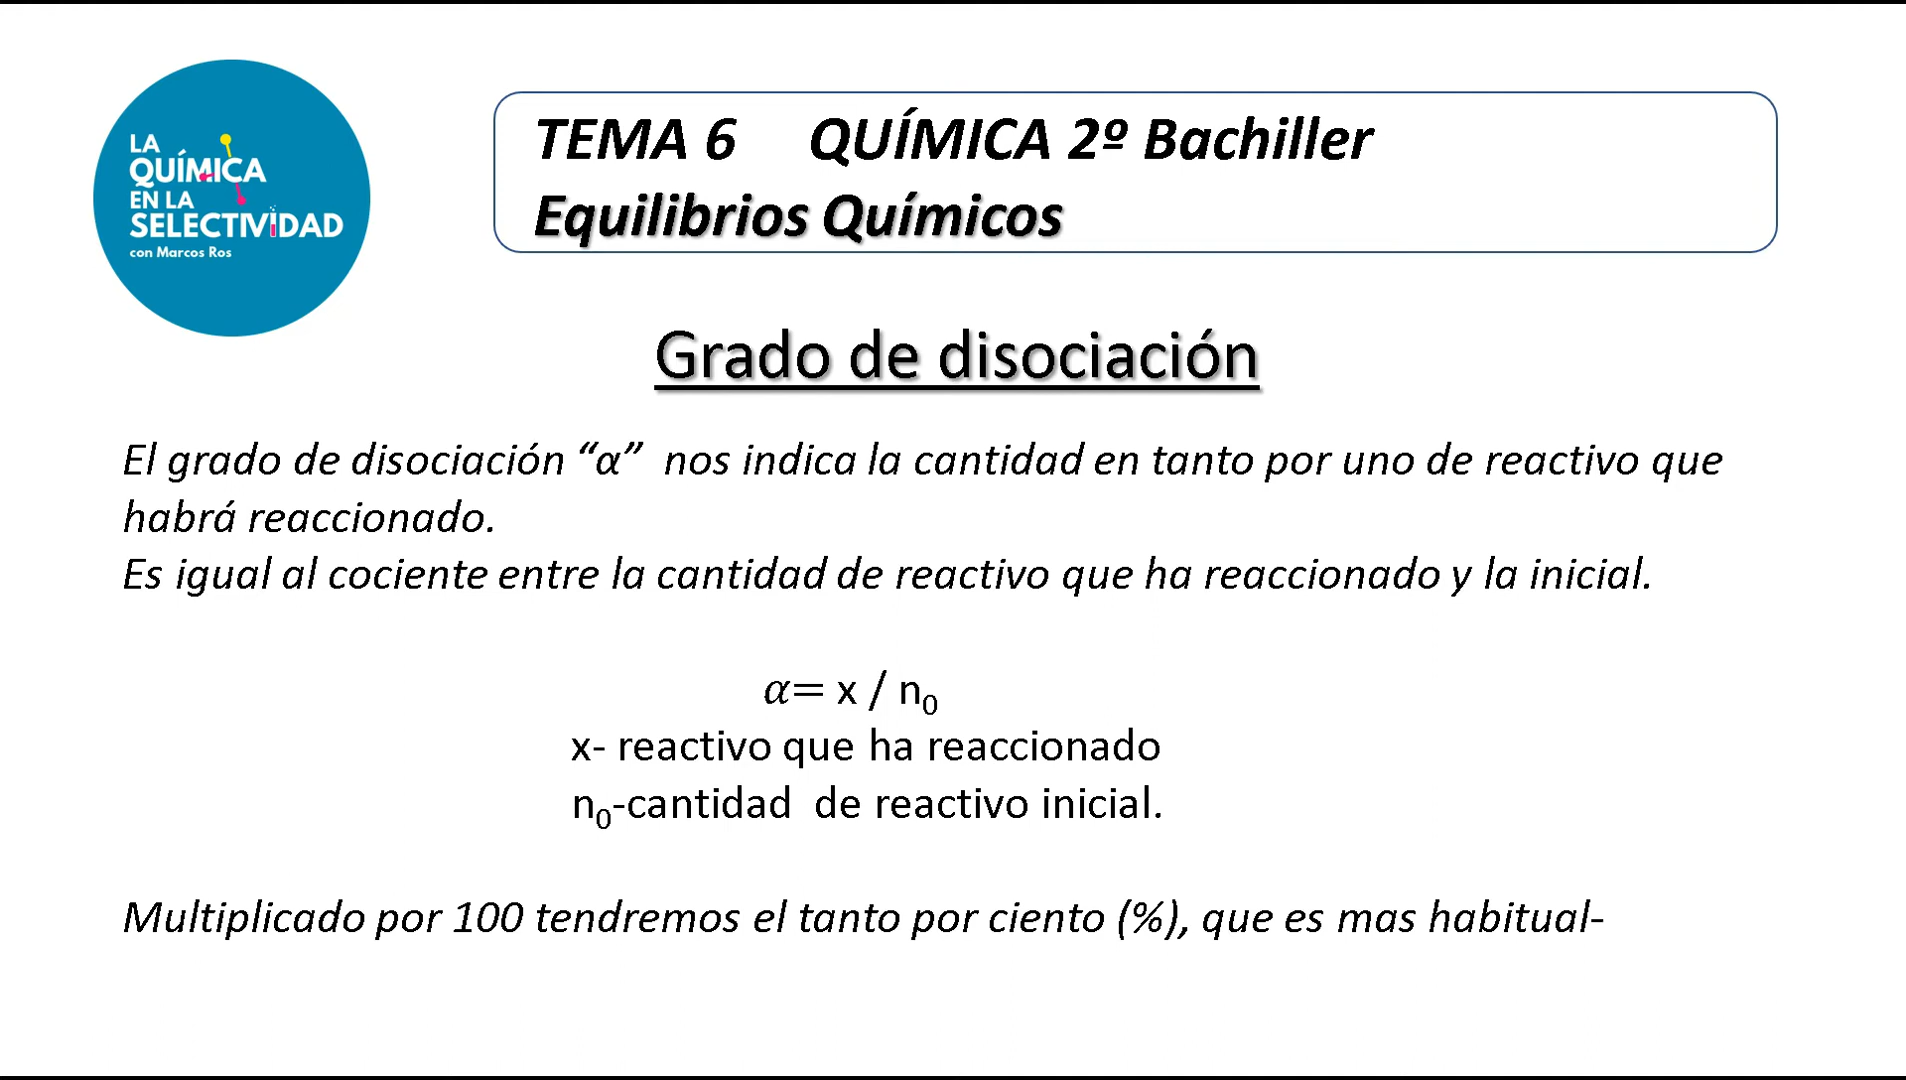 LA
QUÍMICA
EN LA
SELECTIVIDAD
con Marcos Ros
TEMA 6 QUÍMICA 2º Bachiller
Equilibrios Químicos
Grado de disociación
El grado de disociación “α” nos indica la cantidad en tanto por uno de reactivo que
habrá reaccionado.
Es igual al cociente entre la cantidad de reactivo que ha reaccionado y la inicial.
α= x / n₀
x- reactivo que ha reaccionado
n₀-cantidad de reactivo inicial.
Multiplicado por 100 tendremos el tanto por ciento (%), que es mas habitual-